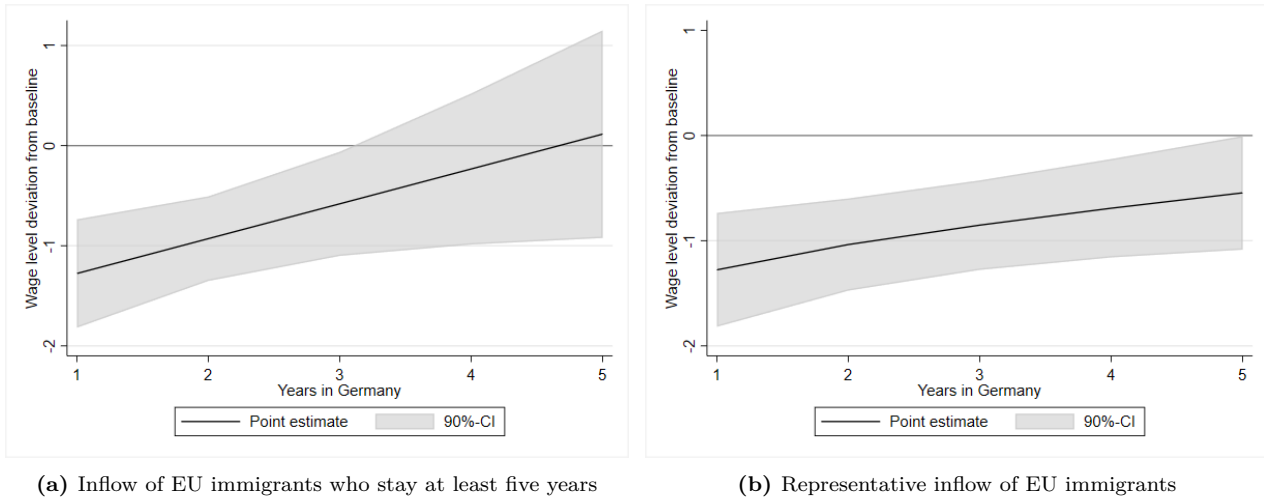 Wage level deviation from baseline
1
0
-1
-2
1 2 3 4 5
Years in Germany
Point estimate 90%-CI
(a) Inflow of EU immigrants who stay at least five years
Wage level deviation from baseline
1
0
-1
-2
1 2 3 4 5
Years in Germany
Point estimate 90%-CI
(b) Representative inflow of EU immigrants